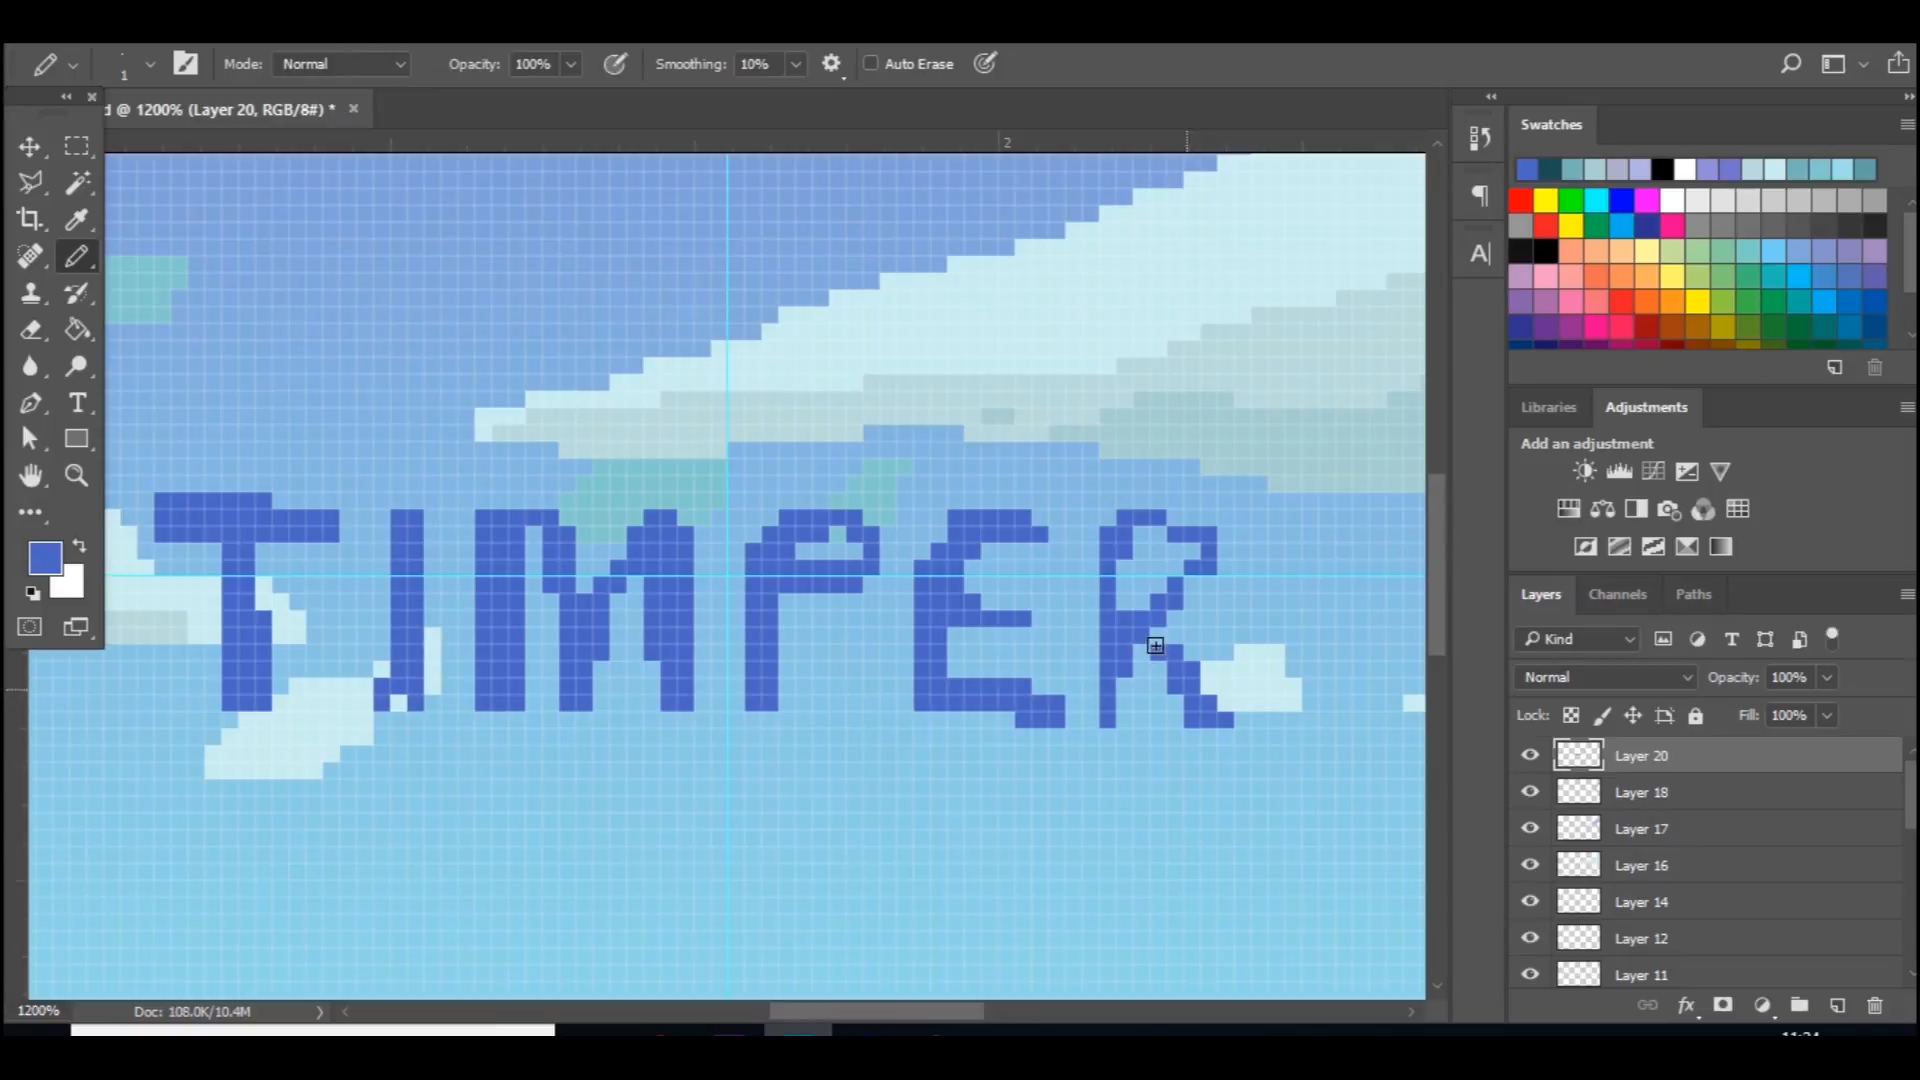 1
Mode: Normal Opacity: 100% Smoothing: 10% Auto Erase
d @ 1200% (Layer 20, RGB/8#) *
Swatches
2
Libraries Adjustments
Add an adjustment
TJMPER
Layers Channels Paths
Kind
Normal Opacity: 100%
Lock: Fill: 100%
Layer 20
Layer 18
Layer 17
Layer 16
Layer 14
Layer 12
Layer 11
1200% Doc: 108.0K/10.4M